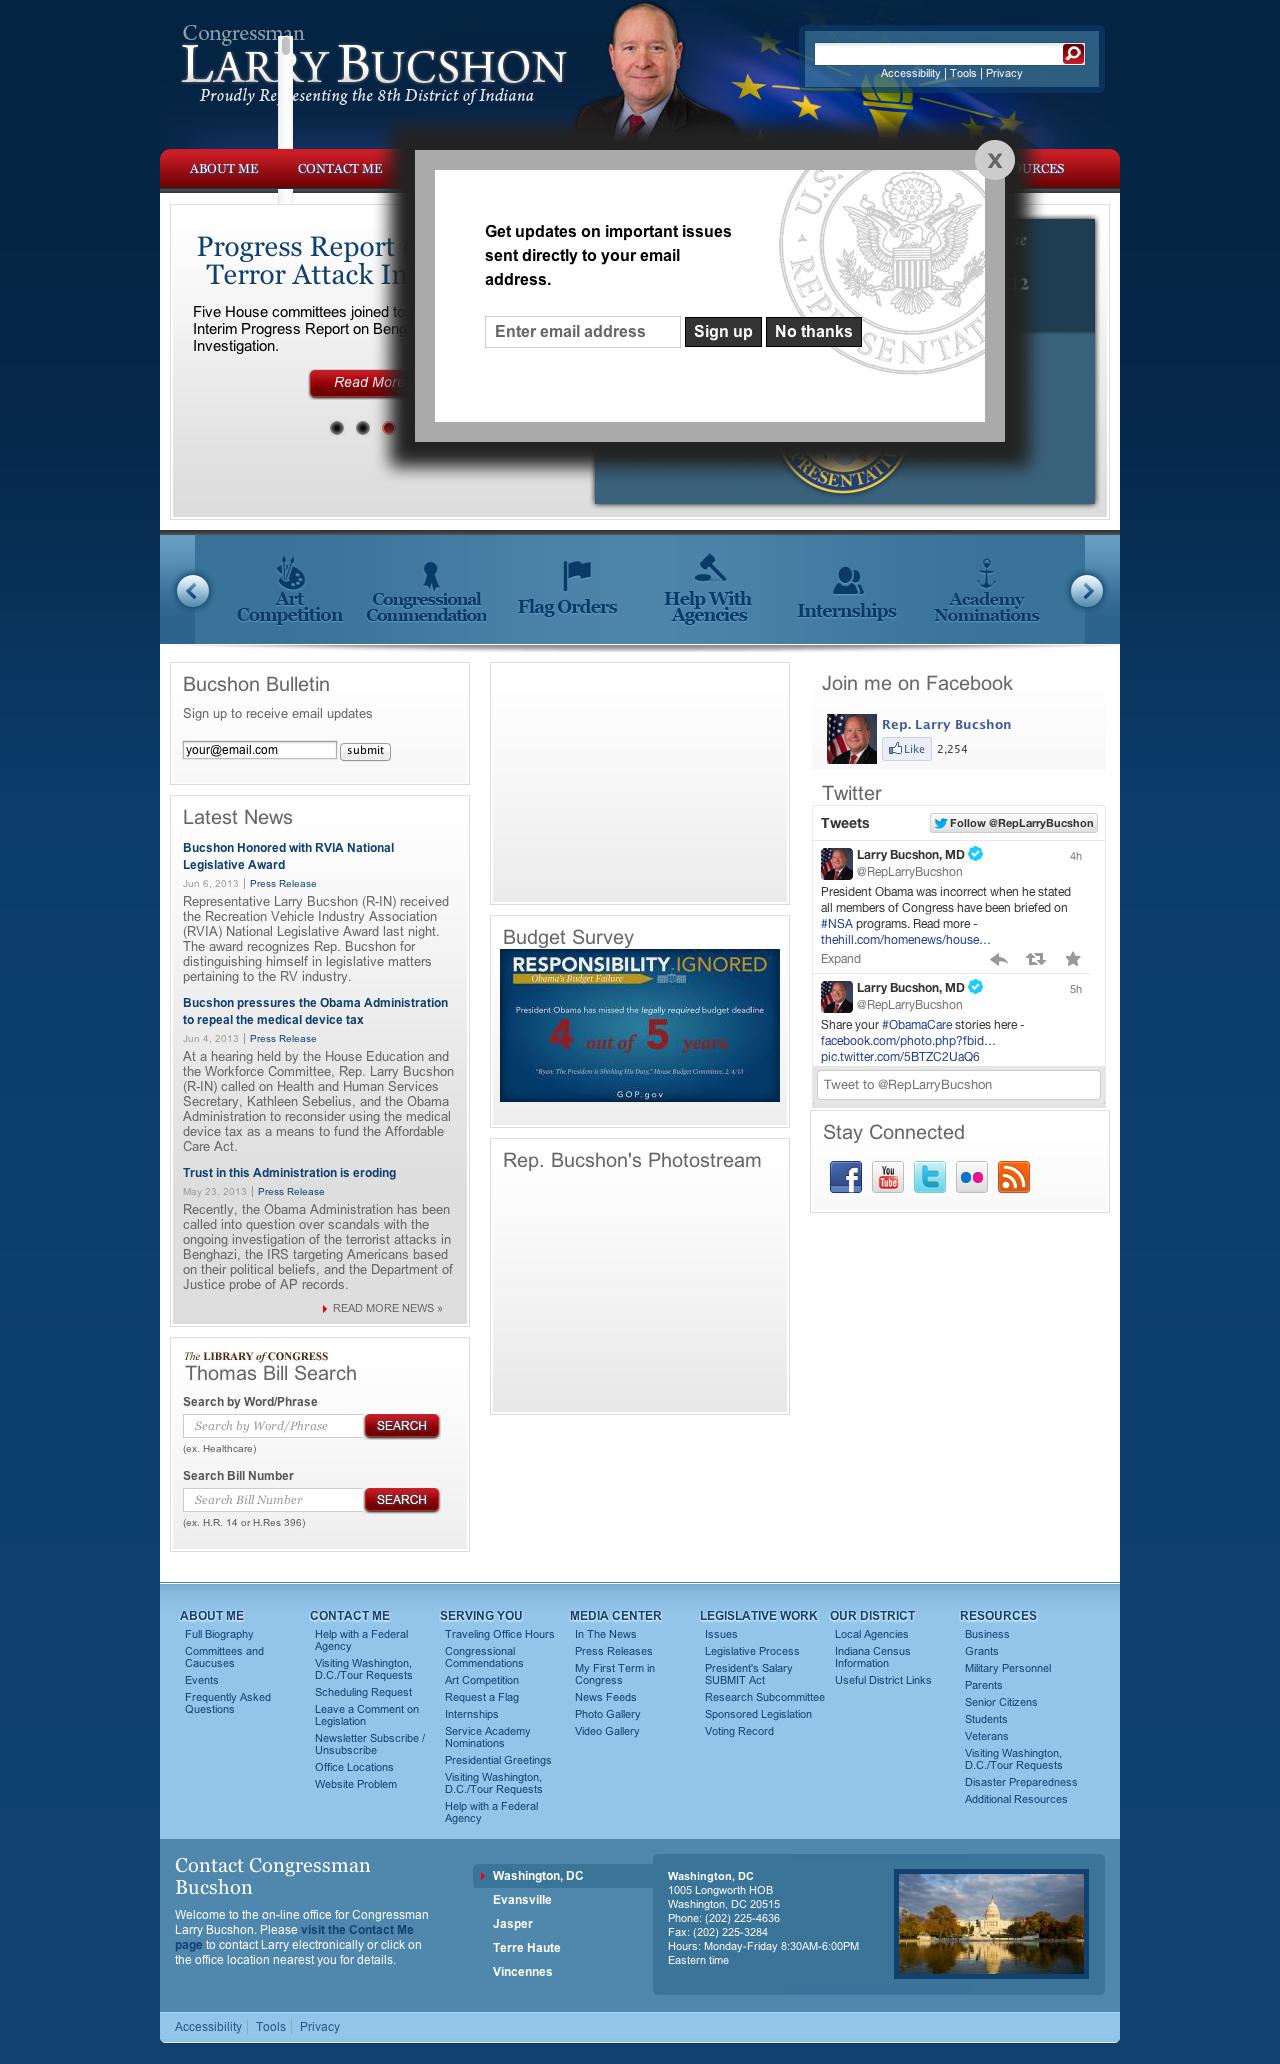 Congressman
LARRY BUCSHON
Proudly Representing the 8th District of Indiana
Accessibility | Tools | Privacy
ABOUT ME
CONTACT ME
X
Get updates on important issues
sent directly to your email
address.
Enter email address
Sign up
No thanks
Progress Report
Terror Attack In
Five House committees joined to
Interim Progress Report on Beng
Investigation.
Read More
Art
Competition
Congressional
Commendation
Flag Orders
Help With
Agencies
Internships
Academy
Nominations
Bucshon Bulletin
Sign up to receive email updates
your@email.com
submit
Latest News
Bucshon Honored with RVIA National
Legislative Award
Jun 6, 2013 | Press Release
Representative Larry Bucshon (R-IN) received
the Recreation Vehicle Industry Association
(RVIA) National Legislative Award last night.
The award recognizes Rep. Bucshon for
distinguishing himself in legislative matters
pertaining to the RV industry.
Bucshon pressures the Obama Administration
to repeal the medical device tax
Jun 4, 2013 | Press Release
At a hearing held by the House Education and
the Workforce Committee, Rep. Larry Bucshon
(R-IN) called on Health and Human Services
Secretary, Kathleen Sebelius, and the Obama
Administration to reconsider using the medical
device tax as a means to fund the Affordable
Care Act.
Trust in this Administration is eroding
May 23, 2013 | Press Release
Recently, the Obama Administration has been
called into question over scandals with the
ongoing investigation of the terrorist attacks in
Benghazi, the IRS targeting Americans based
on their political beliefs, and the Department of
Justice probe of AP records.
READ MORE NEWS »
The LIBRARY of CONGRESS
Thomas Bill Search
Search by Word/Phrase
Search by Word/Phrase
SEARCH
(ex. Healthcare)
Search Bill Number
Search Bill Number
SEARCH
(ex. H.R. 14 or H.Res 396)
Budget Survey
RESPONSIBILITY.IGNORED
Obama's Budget Failure
President Obama has missed the legally required budget deadline
4 out of 5 years.
"Ryan: The President is Shirking His Duty," House Budget Committee, 2/4/13
GOP.gov
Rep. Bucshon's Photostream
Join me on Facebook
Rep. Larry Bucshon
Like 2,254
Twitter
Tweets
Follow @RepLarryBucshon
Larry Bucshon, MD
4h
@RepLarryBucshon
President Obama was incorrect when he stated
all members of Congress have been briefed on
#NSA programs. Read more -
thehill.com/homenews/house…
Expand
Larry Bucshon, MD
5h
@RepLarryBucshon
Share your #ObamaCare stories here -
facebook.com/photo.php?fbid…
pic.twitter.com/5BTZC2UaQ6
Tweet to @RepLarryBucshon
Stay Connected
You
Tube
ABOUT ME
Full Biography
Committees and
Caucuses
Events
Frequently Asked
Questions
CONTACT ME
Help with a Federal
Agency
Visiting Washington,
D.C./Tour Requests
Scheduling Request
Leave a Comment on
Legislation
Newsletter Subscribe /
Unsubscribe
Office Locations
Website Problem
SERVING YOU
Traveling Office Hours
Congressional
Commendations
Art Competition
Request a Flag
Internships
Service Academy
Nominations
Presidential Greetings
Visiting Washington,
D.C./Tour Requests
Help with a Federal
Agency
MEDIA CENTER
In The News
Press Releases
My First Term in
Congress
News Feeds
Photo Gallery
Video Gallery
LEGISLATIVE WORK
Issues
Legislative Process
President's Salary
SUBMIT Act
Research Subcommittee
Sponsored Legislation
Voting Record
OUR DISTRICT
Local Agencies
Indiana Census
Information
Useful District Links
RESOURCES
Business
Grants
Military Personnel
Parents
Senior Citizens
Students
Veterans
Visiting Washington,
D.C./Tour Requests
Disaster Preparedness
Additional Resources
Contact Congressman
Bucshon
Welcome to the on-line office for Congressman
Larry Bucshon. Please visit the Contact Me
page to contact Larry electronically or click on
the office location nearest you for details.
Washington, DC
Evansville
Jasper
Terre Haute
Vincennes
Washington, DC
1005 Longworth HOB
Washington, DC 20515
Phone: (202) 225-4636
Fax: (202) 225-3284
Hours: Monday-Friday 8:30AM-6:00PM
Eastern time
Accessibility
Tools
Privacy